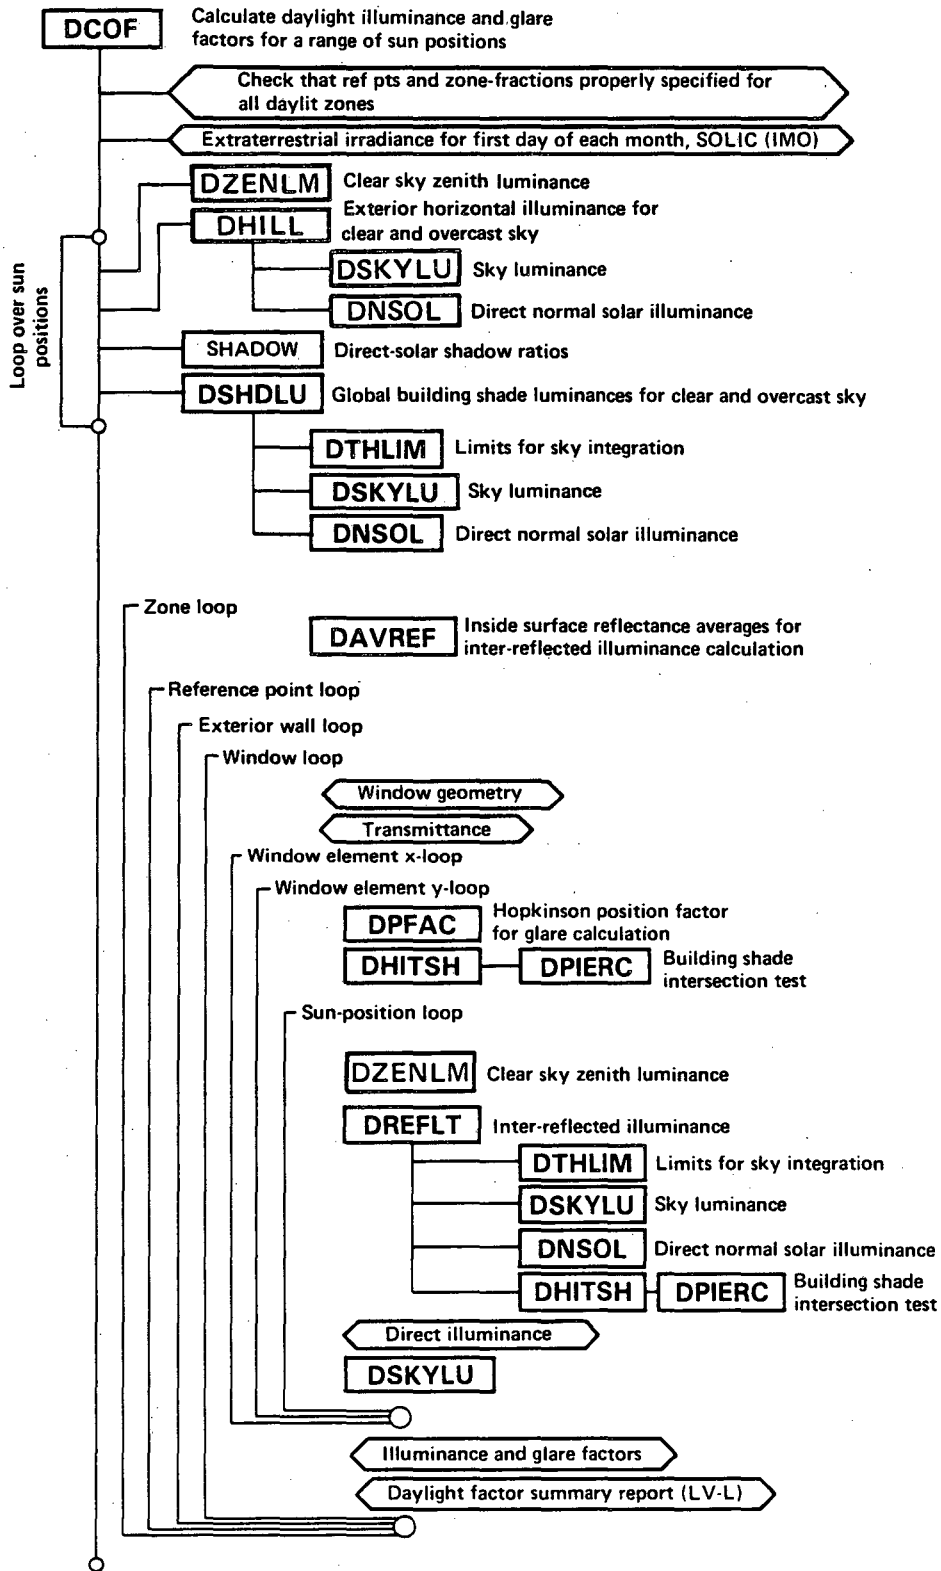 DCOF
Calculate daylight illuminance and glare
factors for a range of sun positions
Check that ref pts and zone-fractions properly specified for
all daylit zones
Extraterrestrial irradiance for first day of each month, SOLIC (IMO)
DZENLM
Clear sky zenith luminance
DHILL
Exterior horizontal illuminance for
clear and overcast sky
DSKYLU
Sky luminance
DNSOL
Direct normal solar illuminance
Loop over sun
positions
SHADOW
Direct-solar shadow ratios
DSHDLU
Global building shade luminances for clear and overcast sky
DTHLIM
Limits for sky integration
DSKYLU
Sky luminance
DNSOL
Direct normal solar illuminance
Zone loop
DAVREF
Inside surface reflectance averages for
inter-reflected illuminance calculation
Reference point loop
Exterior wall loop
Window loop
Window geometry
Transmittance
Window element x-loop
Window element y-loop
DPFAC
Hopkinson position factor
for glare calculation
DHITSH
DPIERC
Building shade
intersection test
Sun-position loop
DZENLM
Clear sky zenith luminance
DREFLT
Inter-reflected illuminance
DTHLIM
Limits for sky integration
DSKYLU
Sky luminance
DNSOL
Direct normal solar illuminance
DHITSH
DPIERC
Building shade
intersection test
Direct illuminance
DSKYLU
Illuminance and glare factors
Daylight factor summary report (LV-L)